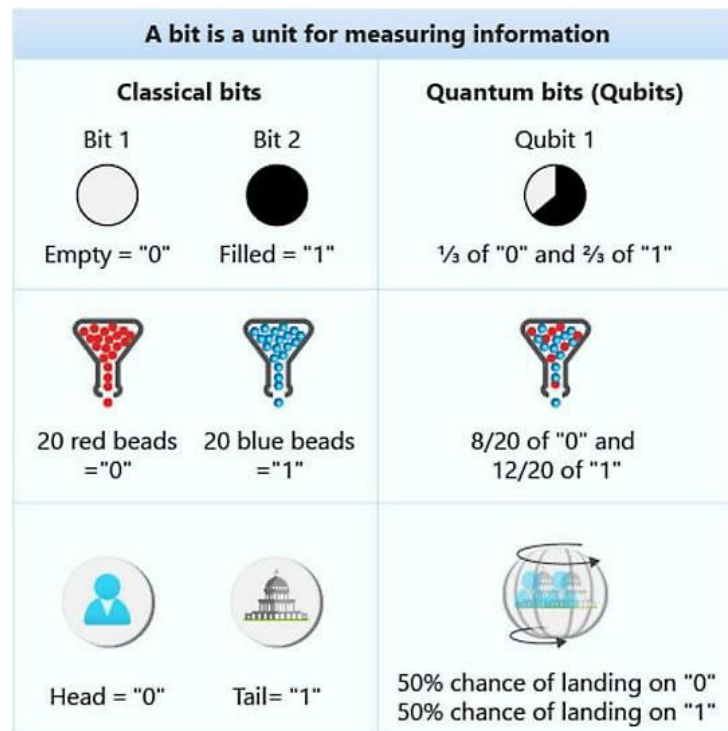 A bit is a unit for measuring information
Classical bits
Quantum bits (Qubits)
Bit 1
Bit 2
Qubit 1
Empty = "0"
Filled = "1"
⅓ of "0" and ⅔ of "1"
20 red beads
="0"
20 blue beads
="1"
8/20 of "0" and
12/20 of "1"
Head = "0"
Tail= "1"
50% chance of landing on "0"
50% chance of landing on "1"